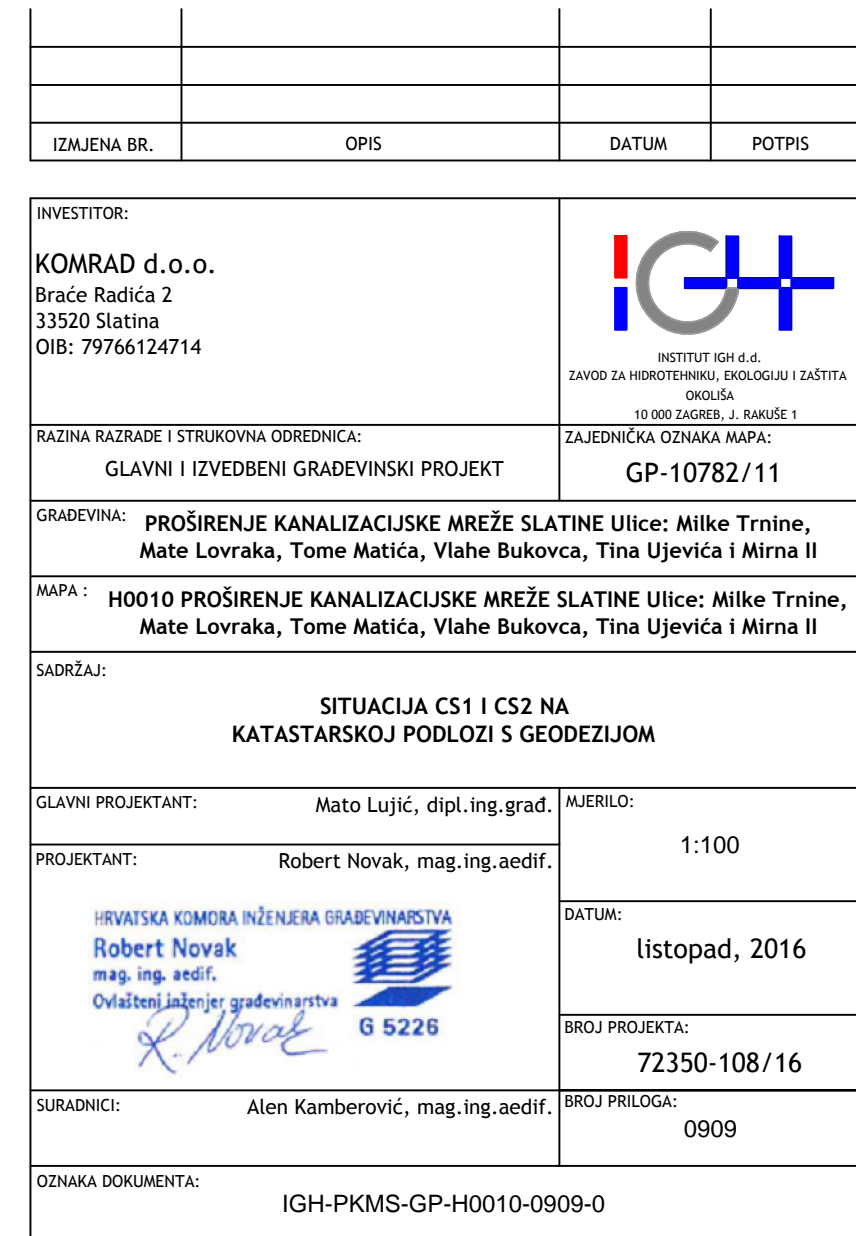 IZMJENA BR. OPIS DATUM POTPIS
INVESTITOR:
KOMRAD d.o.o.
Braće Radića 2
33520 Slatina
OIB: 79766124714
IGH
INSTITUT IGH d.d.
ZAVOD ZA HIDROTEHNIKU, EKOLOGIJU I ZAŠTITA
OKOLIŠA
10 000 ZAGREB, J. RAKUŠE 1
RAZINA RAZRADE I STRUKOVNA ODREDNICA:
GLAVNI I IZVEDBENI GRAĐEVINSKI PROJEKT
ZAJEDNIČKA OZNAKA MAPA:
GP-10782/11
GRAĐEVINA: PROŠIRENJE KANALIZACIJSKE MREŽE SLATINE Ulice: Milke Trnine,
Mate Lovraka, Tome Matića, Vlahe Bukovca, Tina Ujevića i Mirna II
MAPA : H0010 PROŠIRENJE KANALIZACIJSKE MREŽE SLATINE Ulice: Milke Trnine,
Mate Lovraka, Tome Matića, Vlahe Bukovca, Tina Ujevića i Mirna II
SADRŽAJ:
SITUACIJA CS1 I CS2 NA
KATASTARSKOJ PODLOZI S GEODEZIJOM
GLAVNI PROJEKTANT: Mato Lujić, dipl.ing.građ.
MJERILO:
1:100
PROJEKTANT: Robert Novak, mag.ing.aedif.
HRVATSKA KOMORA INŽENJERA GRAĐEVINARSTVA
Robert Novak
mag. ing. aedif.
Ovlašteni inženjer građevinarstva
G 5226
R. Novak
DATUM:
listopad, 2016
BROJ PROJEKTA:
72350-108/16
SURADNICI: Alen Kamberović, mag.ing.aedif.
BROJ PRILOGA:
0909
OZNAKA DOKUMENTA:
IGH-PKMS-GP-H0010-0909-0